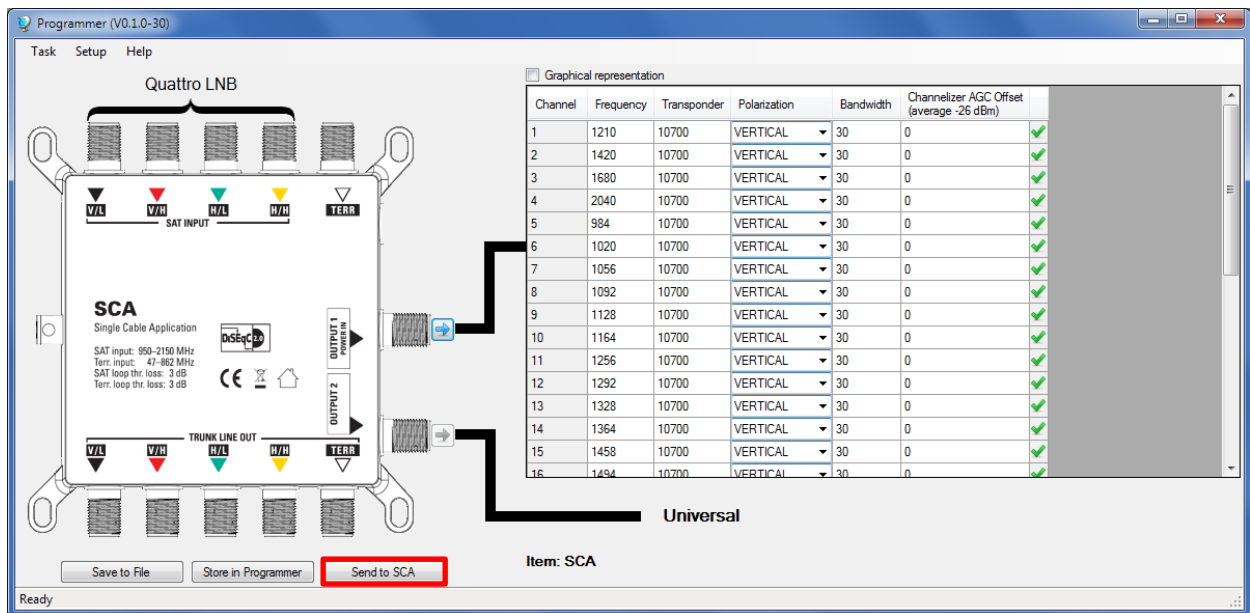 Programmer (V0.1.0-30)
Task Setup Help
Quattro LNB
V/L V/H H/L H/H TERR
SAT INPUT
SCA
Single Cable Application
SAT input: 950–2150 MHz
Terr. input: 47–862 MHz
SAT loop thr. loss: 3 dB
Terr. loop thr. loss: 3 dB
DiSEqC 2.0
CE
OUTPUT 1
POWER IN
OUTPUT 2
TRUNK LINE OUT
V/L V/H H/L H/H TERR
Graphical representation
Channel Frequency Transponder Polarization Bandwidth Channelizer AGC Offset
(average -26 dBm)
1 1210 10700 VERTICAL 30 0
2 1420 10700 VERTICAL 30 0
3 1680 10700 VERTICAL 30 0
4 2040 10700 VERTICAL 30 0
5 984 10700 VERTICAL 30 0
6 1020 10700 VERTICAL 30 0
7 1056 10700 VERTICAL 30 0
8 1092 10700 VERTICAL 30 0
9 1128 10700 VERTICAL 30 0
10 1164 10700 VERTICAL 30 0
11 1256 10700 VERTICAL 30 0
12 1292 10700 VERTICAL 30 0
13 1328 10700 VERTICAL 30 0
14 1364 10700 VERTICAL 30 0
15 1458 10700 VERTICAL 30 0
16 1494 10700 VERTICAL 30 0
Universal
Item: SCA
Save to File Store in Programmer Send to SCA
Ready